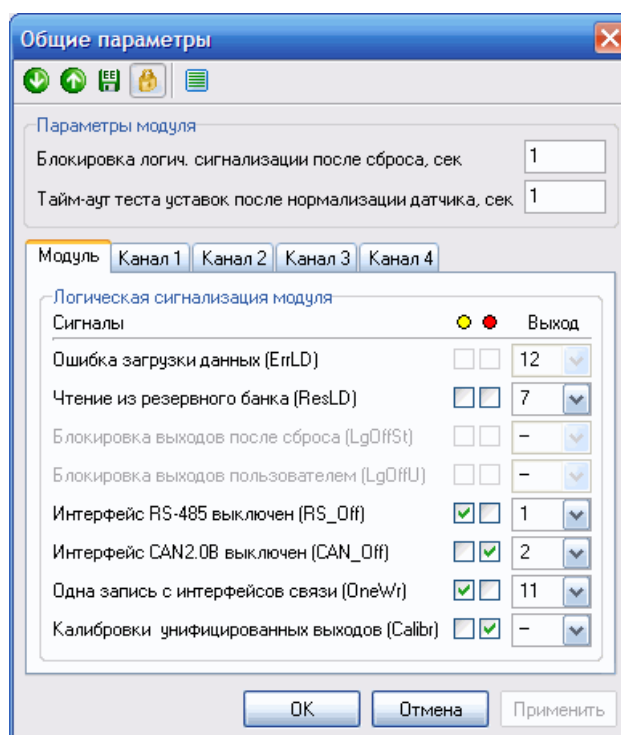 Общие параметры
EE
Параметры модуля
Блокировка логич. сигнализации после сброса, сек 1
Тайм-аут теста уставок после нормализации датчика, сек 1
Модуль Канал 1 Канал 2 Канал 3 Канал 4
Логическая сигнализация модуля
Сигналы Выход
Ошибка загрузки данных (ErrLD) 12
Чтение из резервного банка (ResLD) 7
Блокировка выходов после сброса (LgOffSt) –
Блокировка выходов пользователем (LgOffU) –
Интерфейс RS-485 выключен (RS_Off) 1
Интерфейс CAN2.0B выключен (CAN_Off) 2
Одна запись с интерфейсов связи (OneWr) 11
Калибровки унифицированных выходов (Calibr) –
OK Отмена Применить